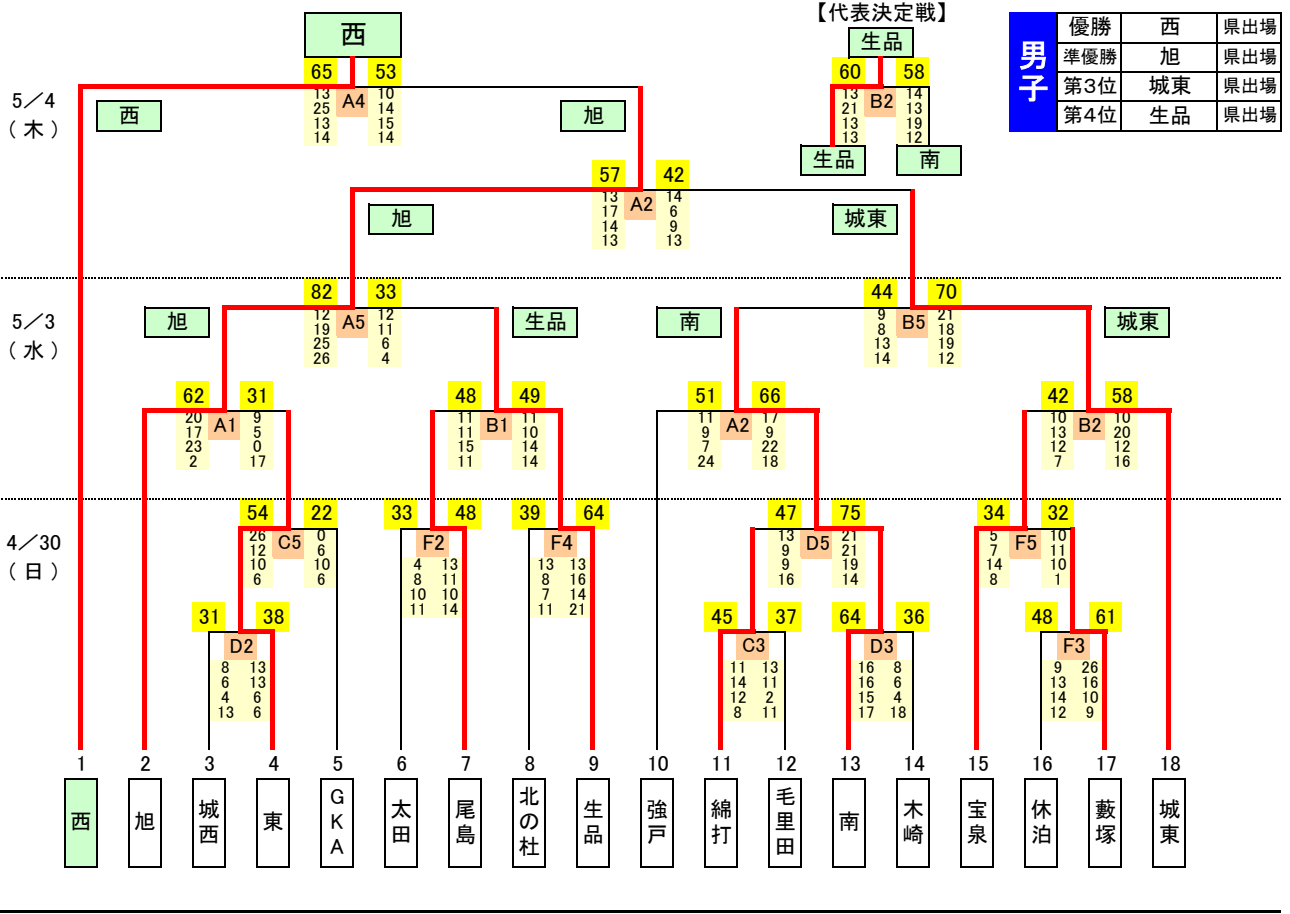 【代表決定戦】
西
生品
男子
優勝 西 県出場
準優勝 旭 県出場
第3位 城東 県出場
第4位 生品 県出場
65 53
60 58
5/4
(木)
西
旭
13 A4 10
25 14
13 15
14 14
13 B2 14
21 13
13 19
13 12
生品 南
57 42
13 A2 14
17 6
14 9
13 13
旭
城東
82 33
44 70
5/3
(水)
旭
生品
南
城東
12 A5 12
19 11
25 6
26 4
9 B5 21
8 18
13 19
14 12
62 31
48 49
51 66
42 58
20 A1 9
17 5
23 0
2 17
11 B1 11
11 10
15 14
11 14
11 A2 17
9 9
7 22
24 18
10 B2 10
13 20
12 12
7 16
4/30
(日)
54 22
33 48
39 64
47 75
34 32
26 C5 0
12 6
10 10
6 6
F2
4 13
8 11
10 10
11 14
F4
13 13
8 16
7 14
11 21
13 D5 21
9 21
9 19
16 14
5 F5 10
7 11
14 10
8 1
31 38
45 37
64 36
48 61
D2
8 13
6 13
4 6
13 6
C3
11 13
14 11
12 2
8 11
D3
16 8
16 6
15 4
17 18
F3
9 26
13 16
14 10
12 9
1 2 3 4 5 6 7 8 9 10 11 12 13 14 15 16 17 18
西
旭
城西
東
GKA
太田
尾島
北の杜
生品
強戸
綿打
毛里田
南
木崎
宝泉
休泊
藪塚
城東